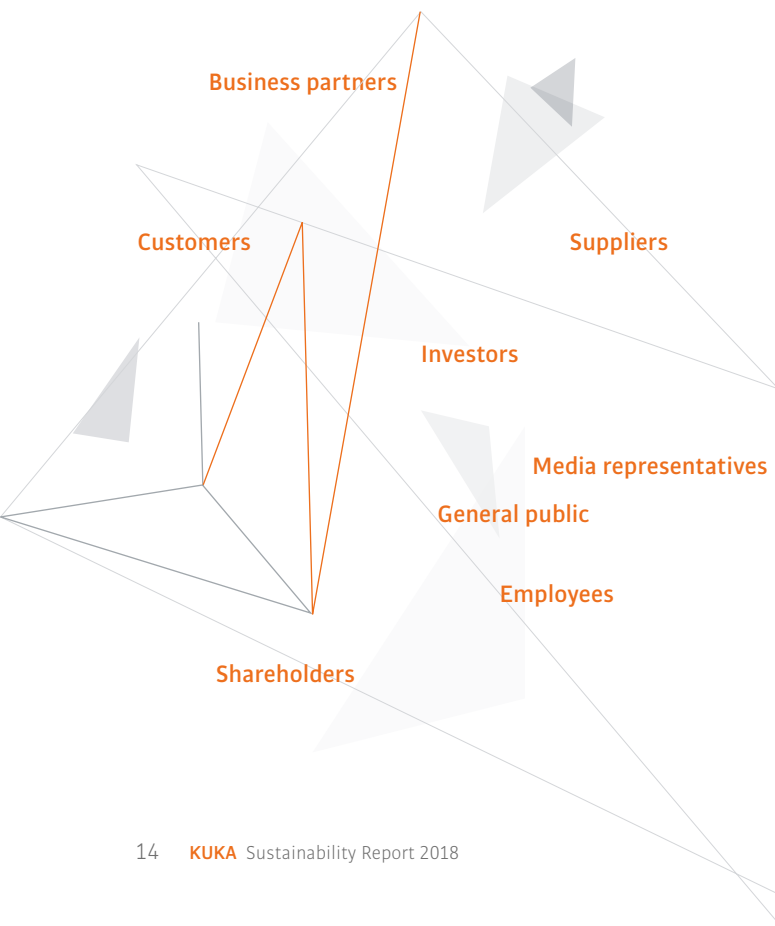 Business partners
Customers
Suppliers
Investors
Media representatives
General public
Employees
Shareholders
14 KUKA Sustainability Report 2018